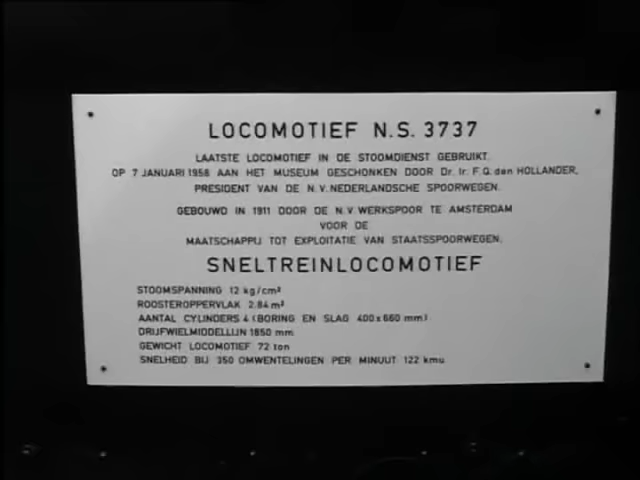 LOCOMOTIEF N.S. 3737
LAATSTE LOCOMOTIEF IN DE STOOMDIENST GEBRUIKT.
OP 7 JANUARI 1958 AAN HET MUSEUM GESCHONKEN DOOR Dr. Ir. F.Q. den HOLLANDER,
PRESIDENT VAN DE N.V. NEDERLANDSCHE SPOORWEGEN.
GEBOUWD IN 1911 DOOR DE N.V. WERKSPOOR TE AMSTERDAM
VOOR DE
MAATSCHAPPIJ TOT EXPLOITATIE VAN STAATSSPOORWEGEN.
SNELTREINLOCOMOTIEF
STOOMSPANNING 12 kg/cm²
ROOSTEROPPERVLAK 2.84 m²
AANTAL CYLINDERS 4 (BORING EN SLAG 400 x 660 mm)
DRIJFWIELMIDDELLIJN 1850 mm
GEWICHT LOCOMOTIEF 72 ton
SNELHEID BIJ 350 OMWENTELINGEN PER MINUUT 122 kmu